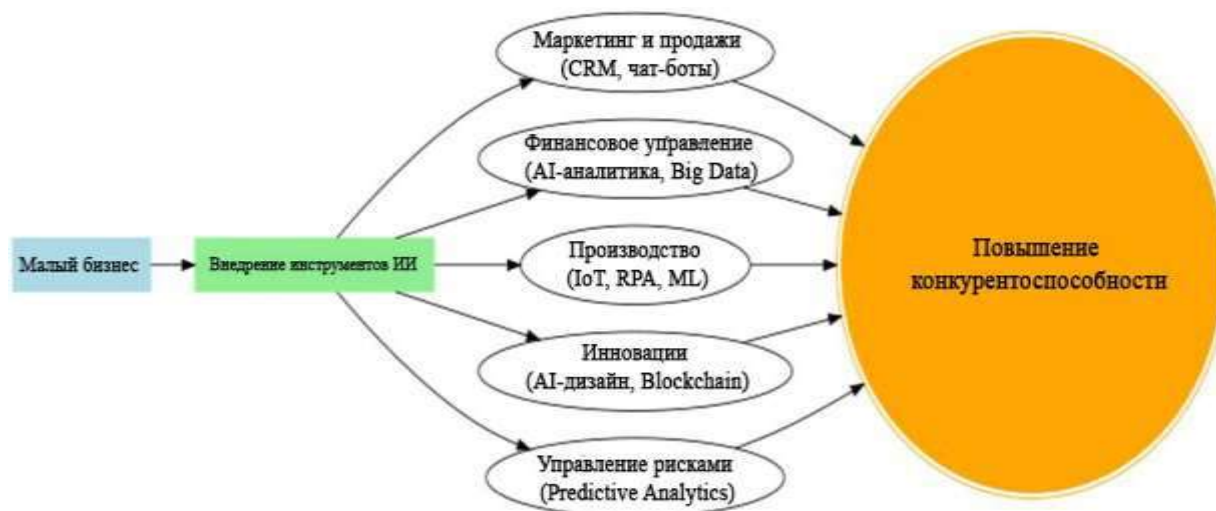 Маркетинг и продажи
(CRM, чат-боты)
Финансовое управление
(AI-аналитика, Big Data)
Малый бизнес
Внедрение инструментов ИИ
Производство
(IoT, RPA, ML)
Инновации
(AI-дизайн, Blockchain)
Управление рисками
(Predictive Analytics)
Повышение
конкурентоспособности